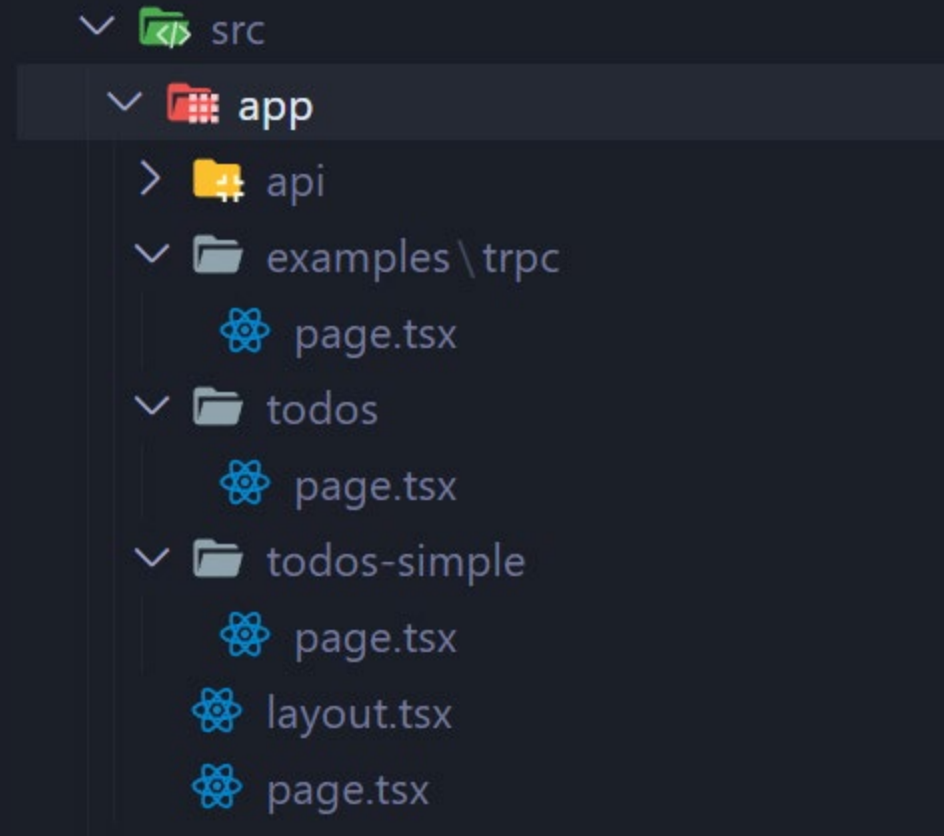 src
app
api
examples\trpc
page.tsx
todos
page.tsx
todos-simple
page.tsx
layout.tsx
page.tsx